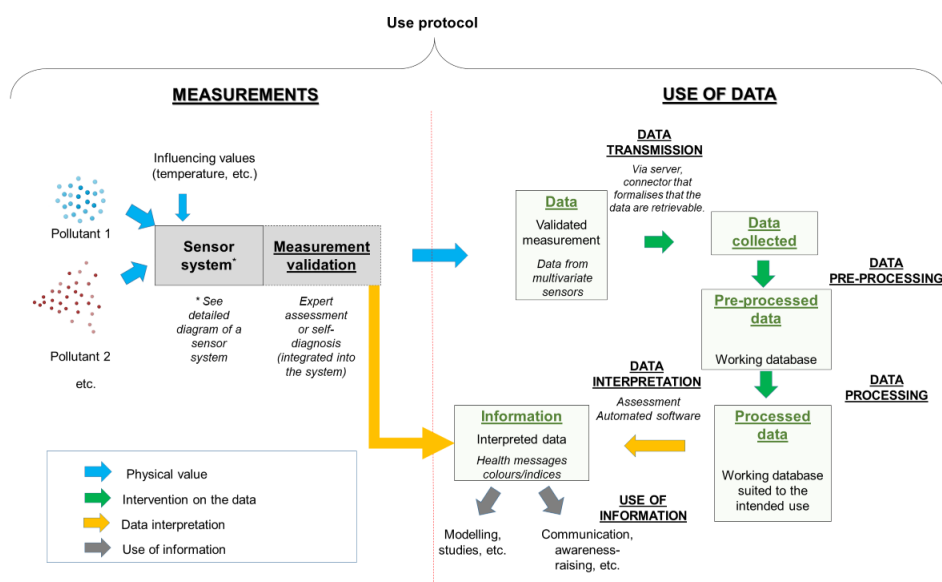 Use protocol
MEASUREMENTS
USE OF DATA
Influencing values
(temperature, etc.)
Pollutant 1
Pollutant 2
etc.
Sensor
system*
Measurement
validation
* See
detailed
diagram of a
sensor
system
Expert
assessment
or self-
diagnosis
(integrated into
the system)
Data
Validated
measurement
Data from
multivariate
sensors
DATA
TRANSMISSION
Via server,
connector that
formalises that the
data are retrievable.
Data
collected
DATA
PRE-PROCESSING
Pre-processed
data
Working database
DATA
PROCESSING
Processed
data
Working database
suited to the
intended use
DATA
INTERPRETATION
Assessment
Automated software
Information
Interpreted data
Health messages
colours/indices
USE OF
INFORMATION
Modelling,
studies, etc.
Communication,
awareness-
raising, etc.
Physical value
Intervention on the data
Data interpretation
Use of information